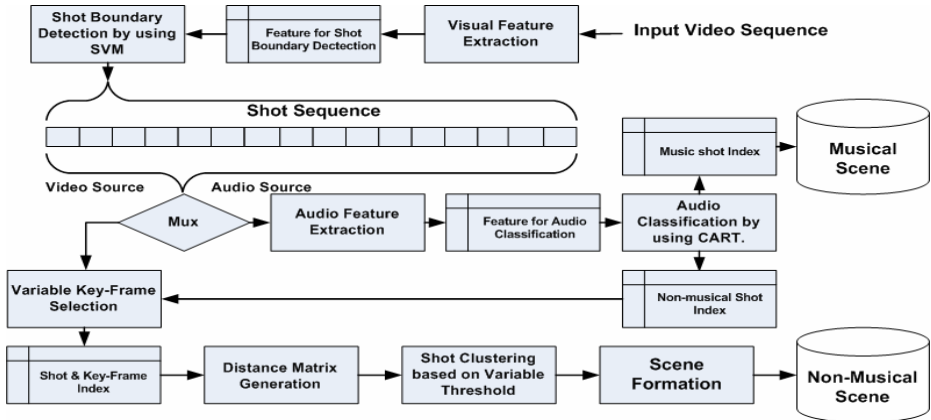 Shot Boundary
Detection by using
SVM
Feature for Shot
Boundary Dectection
Visual Feature
Extraction
Input Video Sequence
Shot Sequence
Video Source
Audio Source
Mux
Audio Feature
Extraction
Feature for Audio
Classification
Audio
Classification by
using CART.
Music shot Index
Musical
Scene
Non-musical Shot
Index
Variable Key-Frame
Selection
Shot & Key-Frame
Index
Distance Matrix
Generation
Shot Clustering
based on Variable
Threshold
Scene
Formation
Non-Musical
Scene